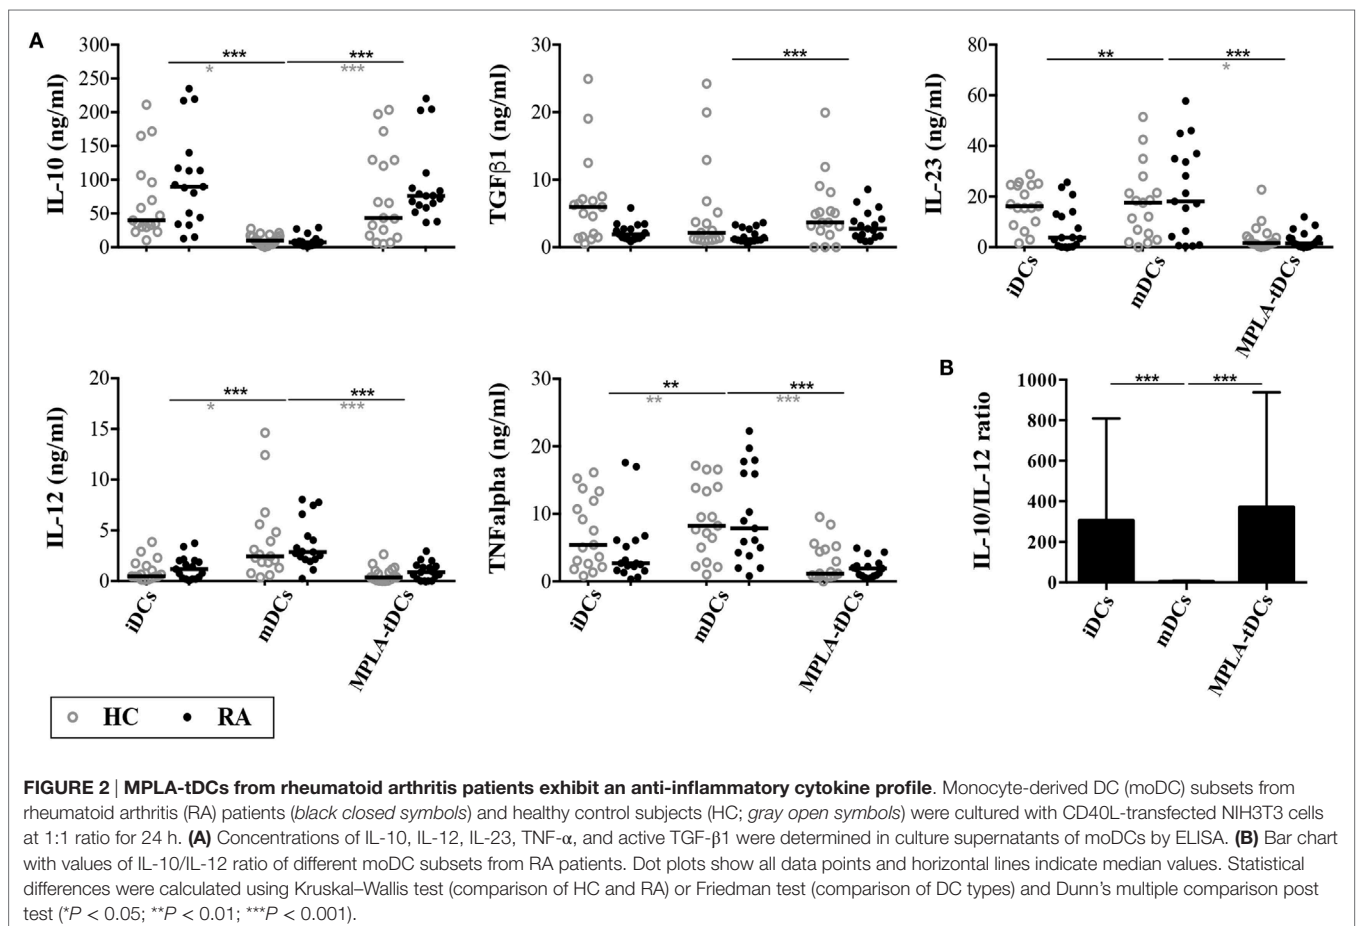 A
IL-10 (ng/ml)
300
250
200
150
100
50
0
***
*
***
***
TGFβ1 (ng/ml)
30
20
10
0
***
IL-23 (ng/ml)
80
60
40
20
0
**
***
*
iDCs
mDCs
MPLA-tDCs
IL-12 (ng/ml)
20
15
10
5
0
***
*
***
***
iDCs
mDCs
MPLA-tDCs
TNFalpha (ng/ml)
30
20
10
0
**
**
***
***
iDCs
mDCs
MPLA-tDCs
B
IL-10/IL-12 ratio
1000
800
600
400
200
0
***
***
iDCs
mDCs
MPLA-tDCs
HC RA
FIGURE 2 | MPLA-tDCs from rheumatoid arthritis patients exhibit an anti-inflammatory cytokine profile. Monocyte-derived DC (moDC) subsets from
rheumatoid arthritis (RA) patients (black closed symbols) and healthy control subjects (HC; gray open symbols) were cultured with CD40L-transfected NIH3T3 cells
at 1:1 ratio for 24 h. (A) Concentrations of IL-10, IL-12, IL-23, TNF-α, and active TGF-β1 were determined in culture supernatants of moDCs by ELISA. (B) Bar chart
with values of IL-10/IL-12 ratio of different moDC subsets from RA patients. Dot plots show all data points and horizontal lines indicate median values. Statistical
differences were calculated using Kruskal–Wallis test (comparison of HC and RA) or Friedman test (comparison of DC types) and Dunn's multiple comparison post
test (*P < 0.05; **P < 0.01; ***P < 0.001).